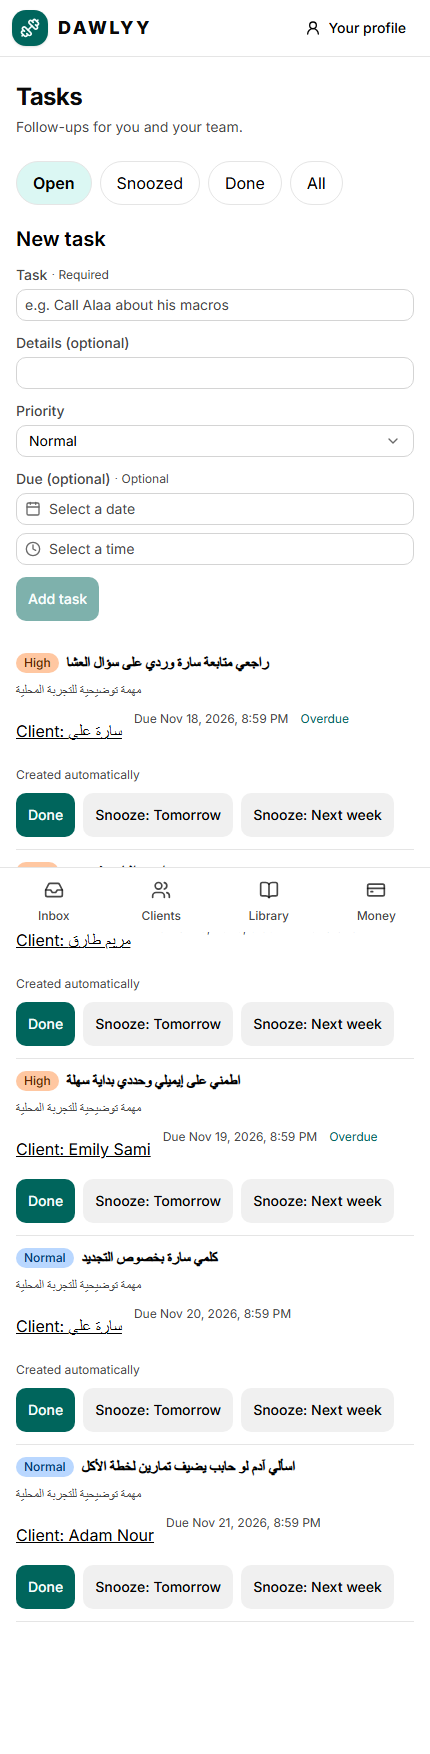 DAWLYY
Your profile
Tasks
Follow-ups for you and your team.
Open
Snoozed
Done
All
New task
Task · Required
e.g. Call Alaa about his macros
Details (optional)
Priority
Normal
Due (optional) · Optional
Select a date
Select a time
Add task
High راجعي متابعة سارة وردي على سؤال العشا
مهمة توضيحية للتجربة المحلية
Client: سارة علي Due Nov 18, 2026, 8:59 PM Overdue
Created automatically
Done Snooze: Tomorrow Snooze: Next week
Inbox Clients Library Money
Client: مريم طارق
Created automatically
Done Snooze: Tomorrow Snooze: Next week
High اطمني على إيميلي وحددي بداية سهلة
مهمة توضيحية للتجربة المحلية
Client: Emily Sami Due Nov 19, 2026, 8:59 PM Overdue
Done Snooze: Tomorrow Snooze: Next week
Normal كلمي سارة بخصوص التجديد
مهمة توضيحية للتجربة المحلية
Client: سارة علي Due Nov 20, 2026, 8:59 PM
Created automatically
Done Snooze: Tomorrow Snooze: Next week
Normal اسألي آدم لو حابب يضيف تمارين لخطة الأكل
مهمة توضيحية للتجربة المحلية
Client: Adam Nour Due Nov 21, 2026, 8:59 PM
Done Snooze: Tomorrow Snooze: Next week